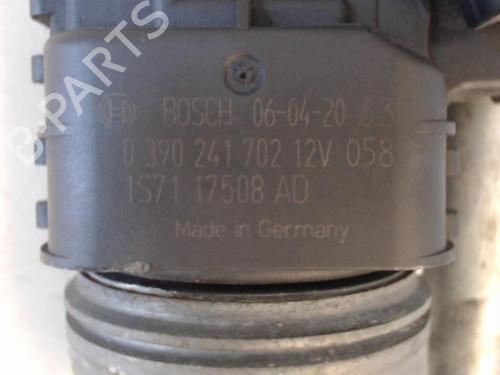 BOSCH 06-04-20 63
0 390 241 702 12V 058
1S71 17508 AD
Made in Germany
B-PARTS